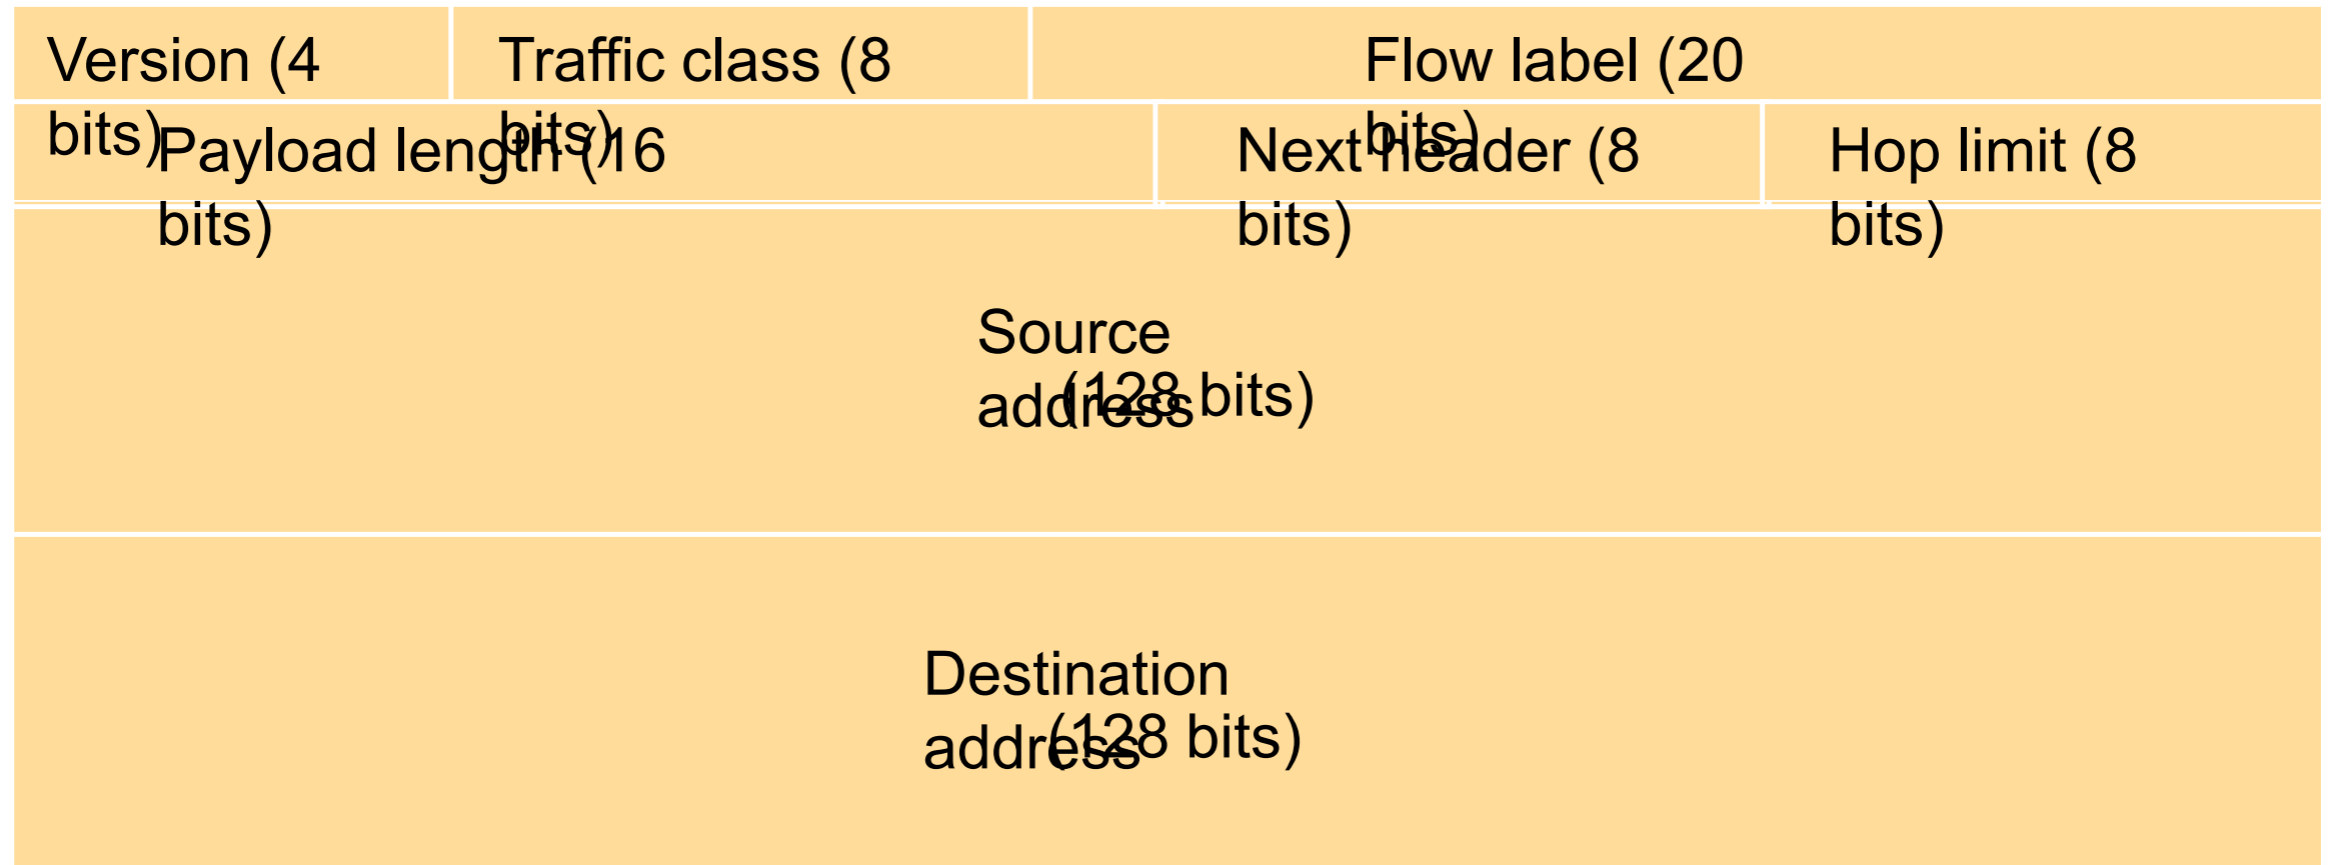 Version (4
bits)
Traffic class (8
bits)
Flow label (20
bits)
Payload length (16
bits)
Next header (8
bits)
Hop limit (8
bits)
Source
address
(128 bits)
Destination
address
(128 bits)